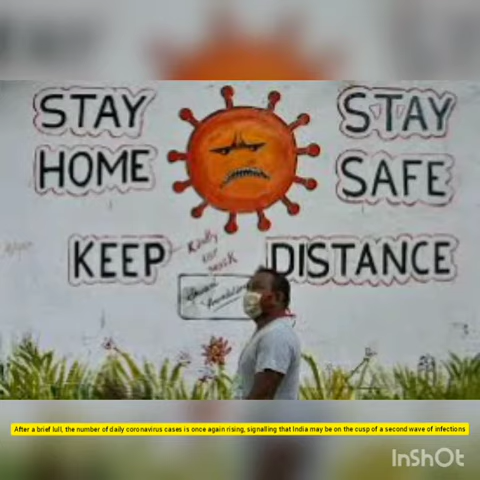 STAY STAY
HOME SAFE
KEEP DISTANCE
Kindly
use
mask
After a brief lull, the number of daily coronavirus cases is once again rising, signalling that India may be on the cusp of a second wave of infections
InShOt